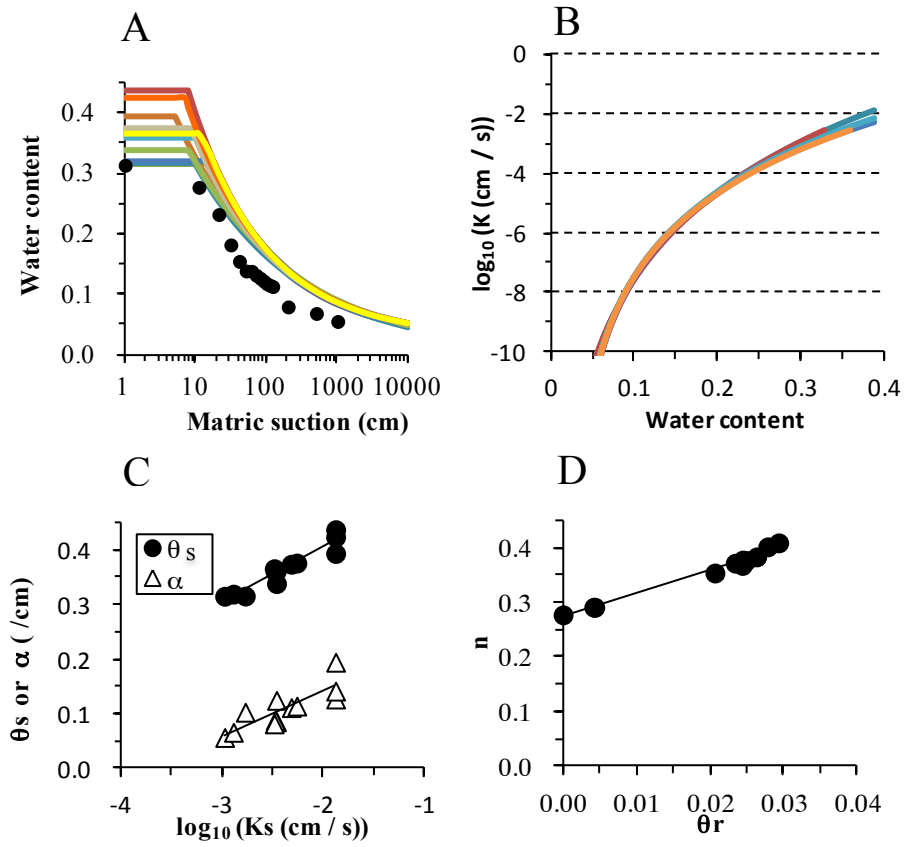 A
Water content
0.4
0.3
0.2
0.1
0.0
1 10 100 1000 10000
Matric suction (cm)
B
log10 (K (cm / s))
0
-2
-4
-6
-8
-10
0 0.1 0.2 0.3 0.4
Water content
C
θs or α ( /cm)
0.4
0.3
0.2
0.1
0.0
θs
α
-4 -3 -2 -1
log10 (Ks (cm / s))
D
n
0.5
0.4
0.3
0.2
0.1
0.0
0.00 0.01 0.02 0.03 0.04
θr